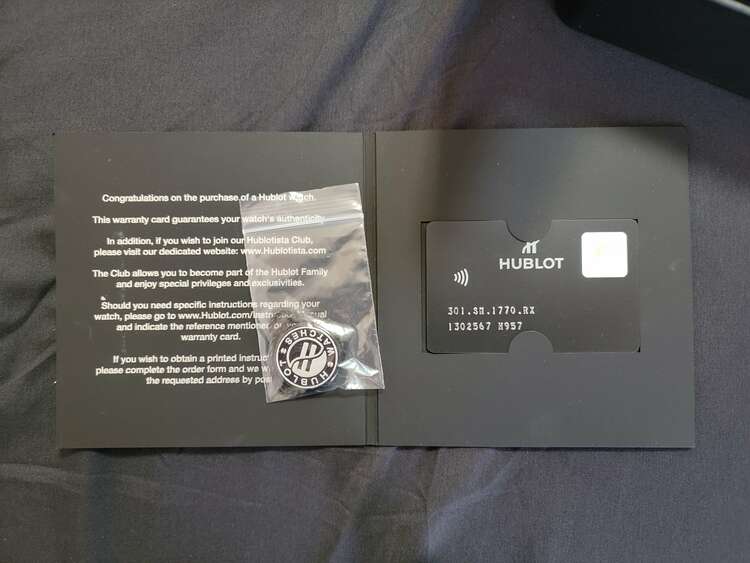 Congratulations on the purchase of a Hublot watch.
This warranty card guarantees your watch's authenticity.
In addition, if you wish to join our Hublotista Club,
please visit our dedicated website: www.Hublotista.com
The Club allows you to become part of the Hublot Family
and enjoy special privileges and exclusivities.
Should you need specific instructions regarding your
watch, please go to www.Hublot.com/
and indicate the reference mentioned
warranty card.
If you wish to obtain a printed
please complete the order form and we
the requested address by
HUBLOT WATCHES
HUBLOT
301.SM.1770.RX
1302567 M957